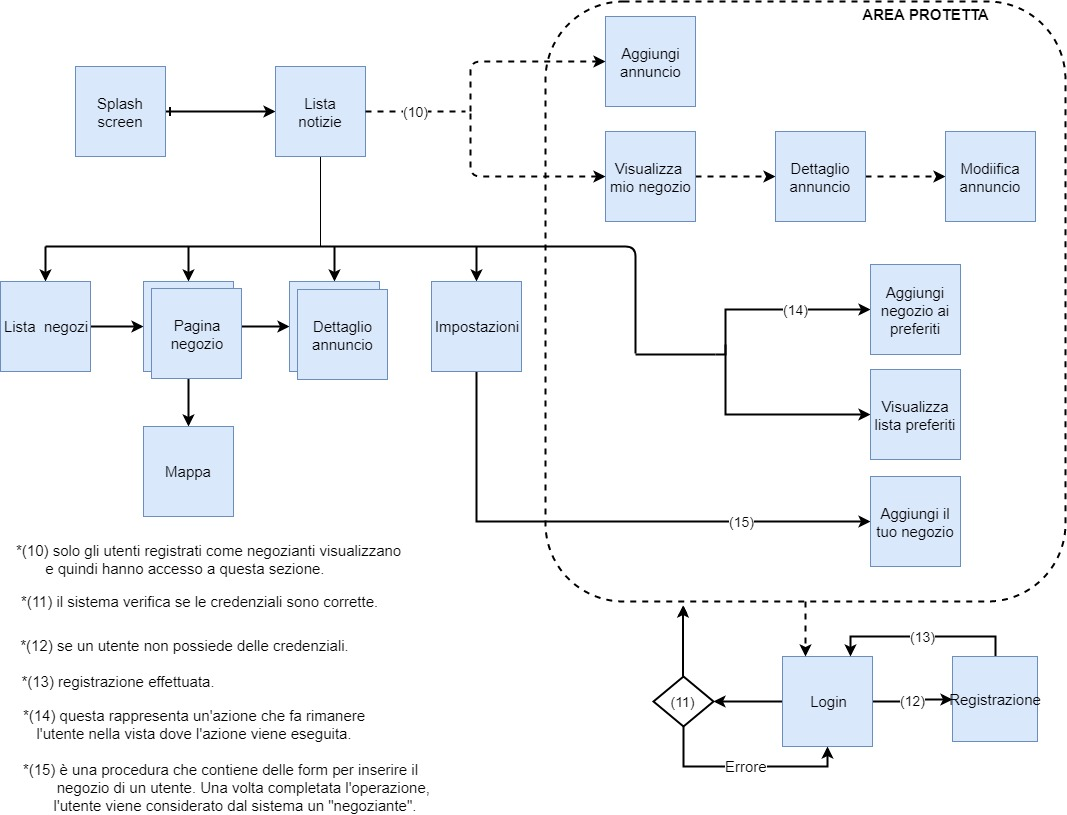 AREA PROTETTA
Aggiungi
annuncio
Splash
screen
Lista
notizie
(10)
Visualizza
mio negozio
Dettaglio
annuncio
Modiifica
annuncio
Lista negozi
Pagina
negozio
Dettaglio
annuncio
Impostazioni
(14)
Aggiungi
negozio ai
preferiti
Visualizza
lista preferiti
Mappa
(15)
Aggiungi il
tuo negozio
*(10) solo gli utenti registrati come negozianti visualizzano
e quindi hanno accesso a questa sezione.
*(11) il sistema verifica se le credenziali sono corrette.
*(12) se un utente non possiede delle credenziali.
*(13) registrazione effettuata.
*(14) questa rappresenta un'azione che fa rimanere
l'utente nella vista dove l'azione viene eseguita.
*(15) è una procedura che contiene delle form per inserire il
negozio di un utente. Una volta completata l'operazione,
l'utente viene considerato dal sistema un "negoziante".
(13)
(11)
Login
(12)
Registrazione
Errore